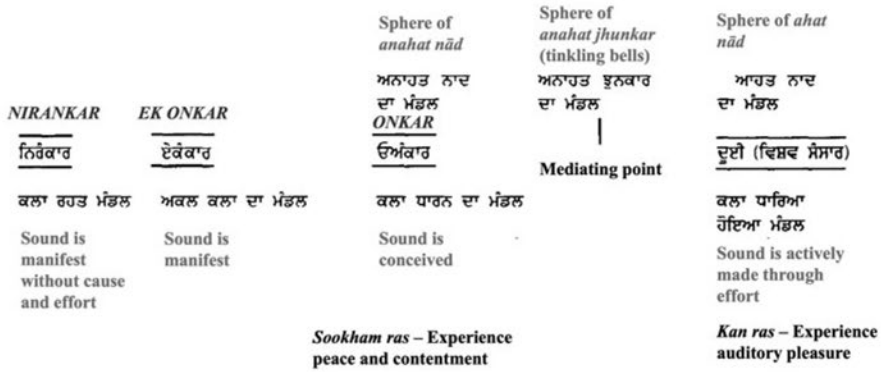 Sphere of
anahat nād
ਅਨਾਹਤ ਨਾਦ
ਦਾ ਮੰਡਲ
Sphere of
anahat jhunkar
(tinkling bells)
ਅਨਾਹਤ ਝੁਨਕਾਰ
ਦਾ ਮੰਡਲ
Sphere of ahat
nād
ਆਹਤ ਨਾਦ
ਦਾ ਮੰਡਲ
NIRANKAR
ਨਿਰੰਕਾਰ
ਕਲਾ ਰਹਤ ਮੰਡਲ
Sound is
manifest
without cause
and effort
EK ONKAR
ਏਕੰਕਾਰ
ਅਕਲ ਕਲਾ ਦਾ ਮੰਡਲ
Sound is
manifest
ONKAR
ਓਅੰਕਾਰ
ਕਲਾ ਧਾਰਨ ਦਾ ਮੰਡਲ
Sound is
conceived
Mediating point
ਦੂਈ (ਵਿਸ਼ਵ ਸੰਸਾਰ)
ਕਲਾ ਧਾਰਿਆ
ਹੋਇਆ ਮੰਡਲ
Sound is actively
made through
effort
Sookham ras – Experience
peace and contentment
Kan ras – Experience
auditory pleasure